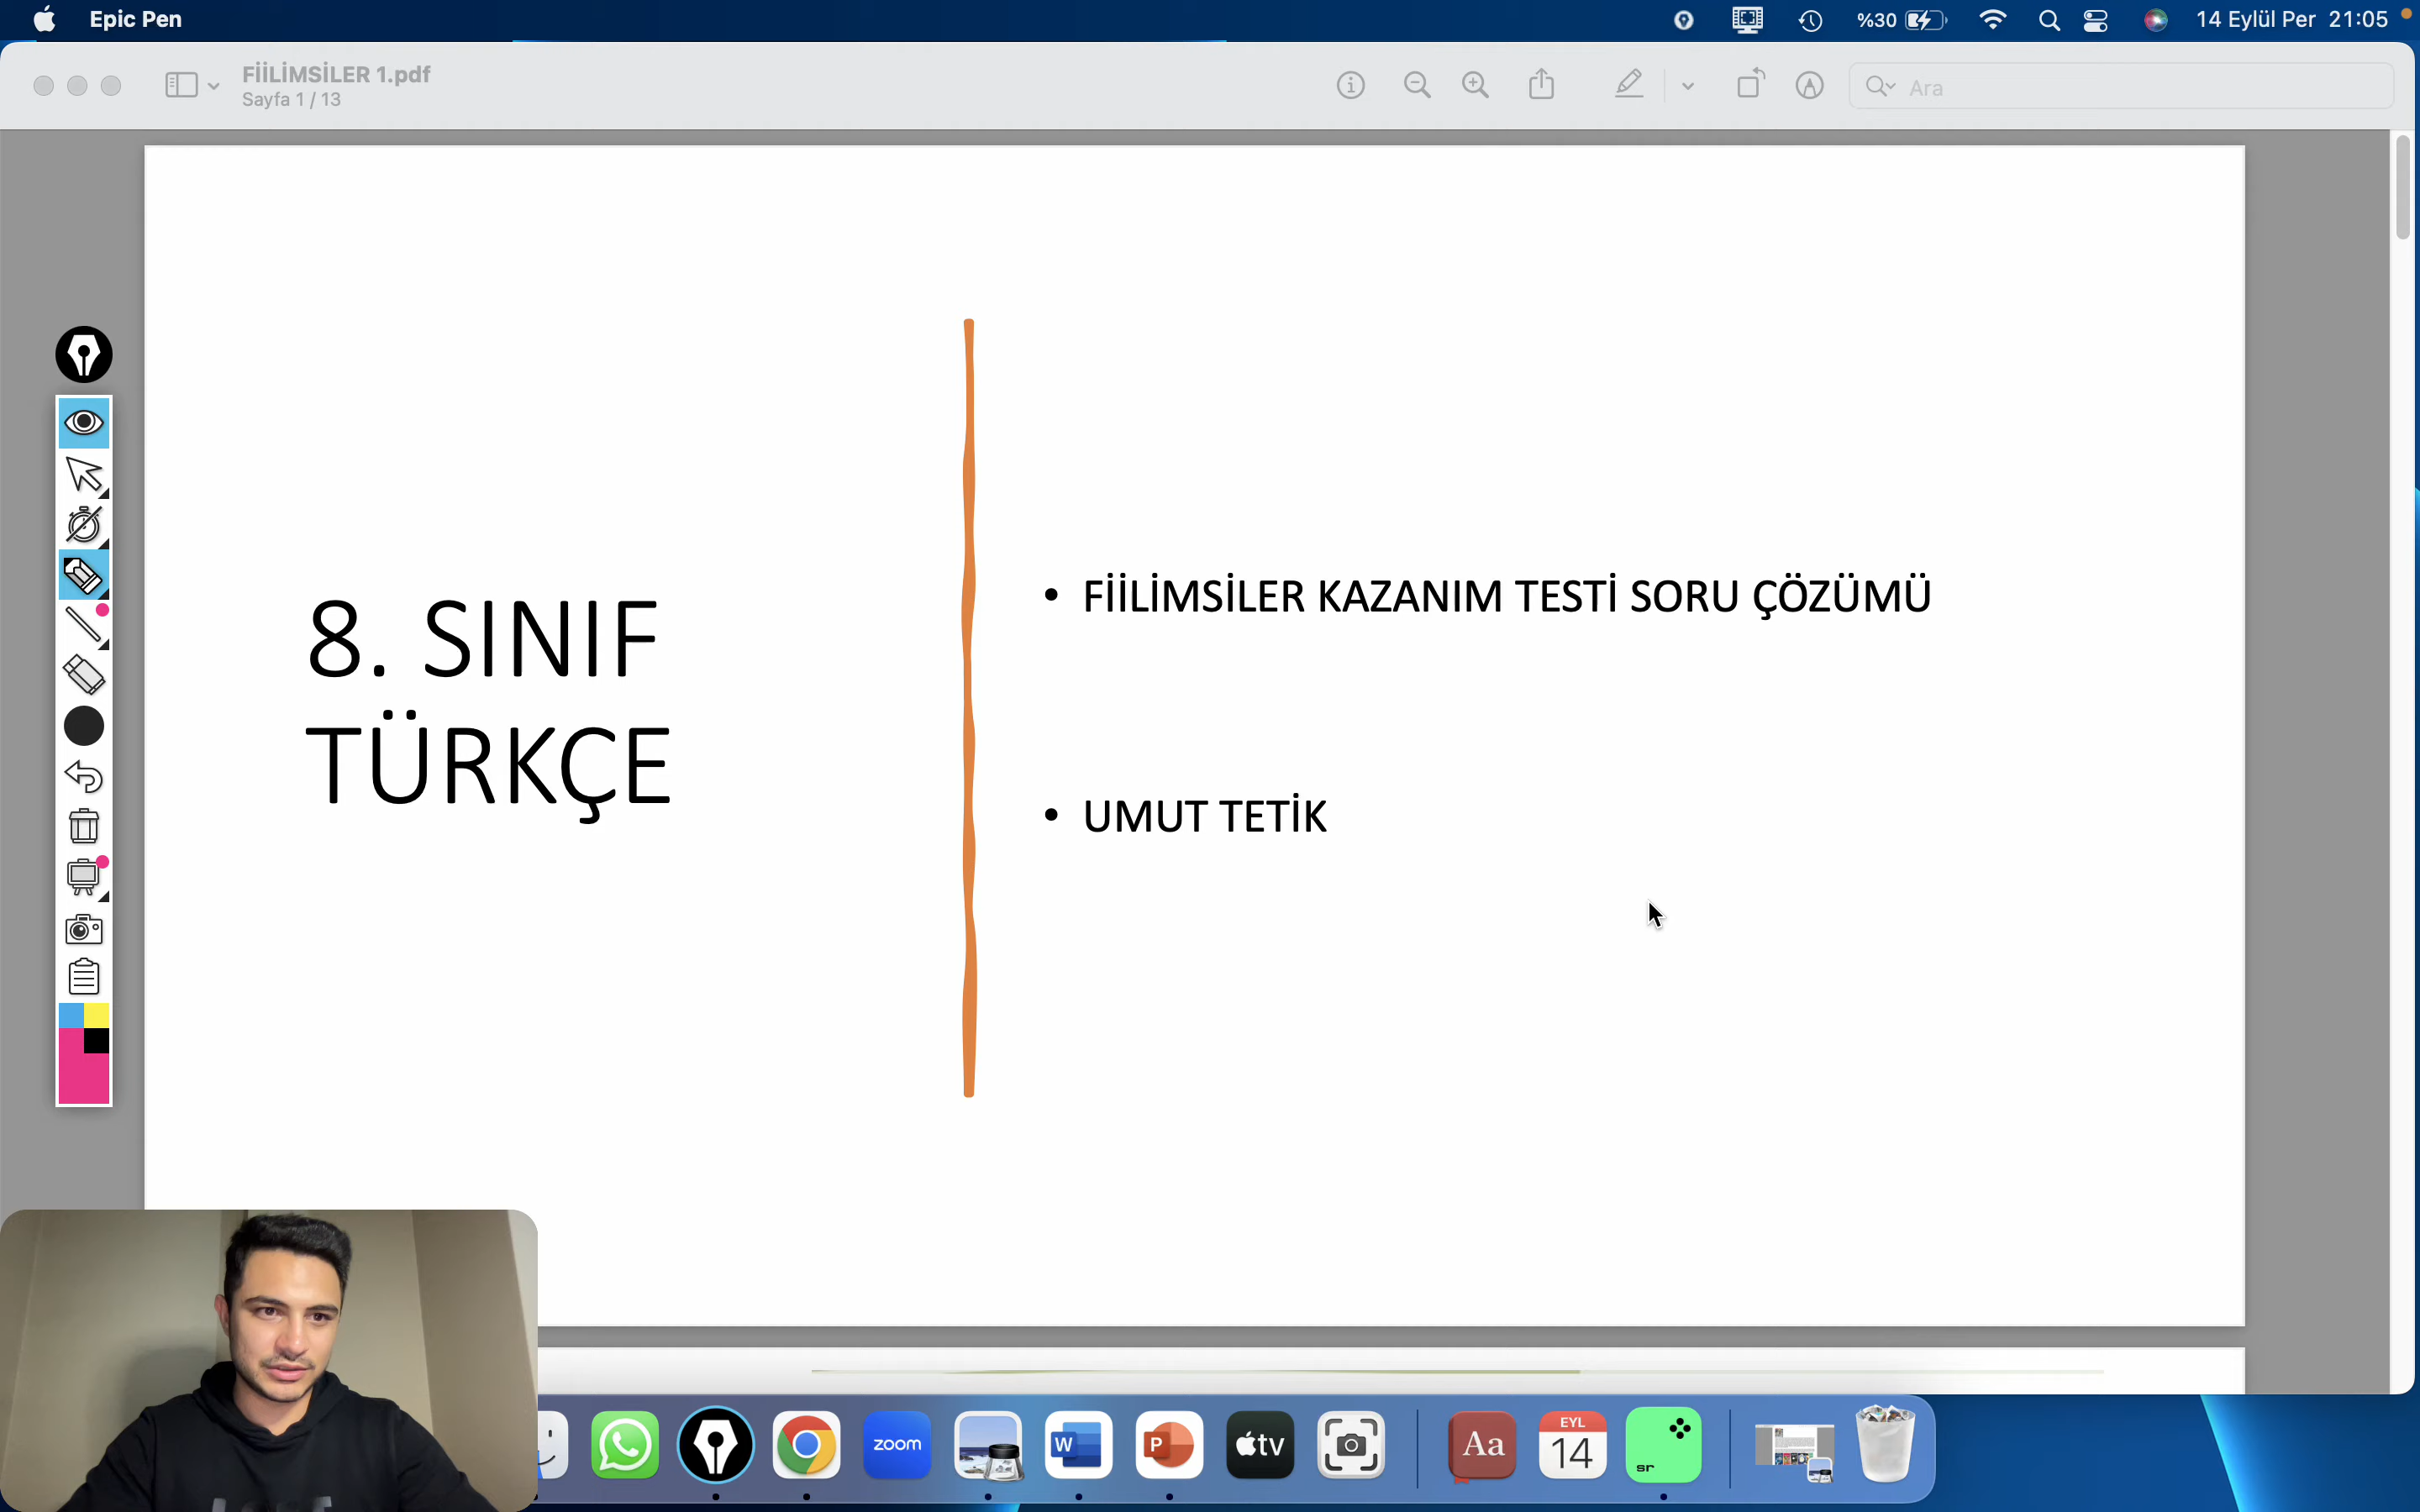 Epic Pen
%30
14 Eylül Per 21:05
FİİLİMSİLER 1.pdf
Sayfa 1 / 13
Ara
8. SINIF
TÜRKÇE
• FİİLİMSİLER KAZANIM TESTİ SORU ÇÖZÜMÜ
• UMUT TETİK
zoom
W
P
tv
Aa
EYL
14
sr